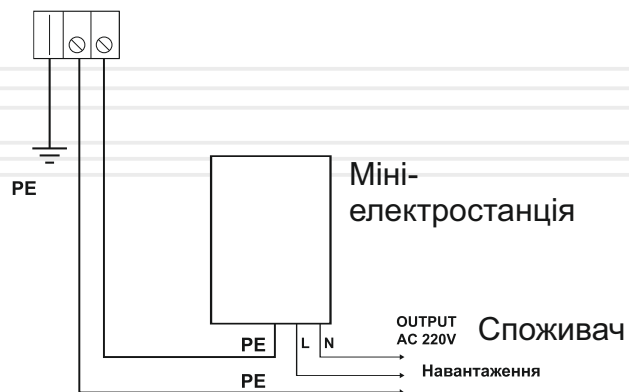 PE
Міні-
електростанція
OUTPUT
AC 220V
Споживач
PE
L
N
Навантаження
PE